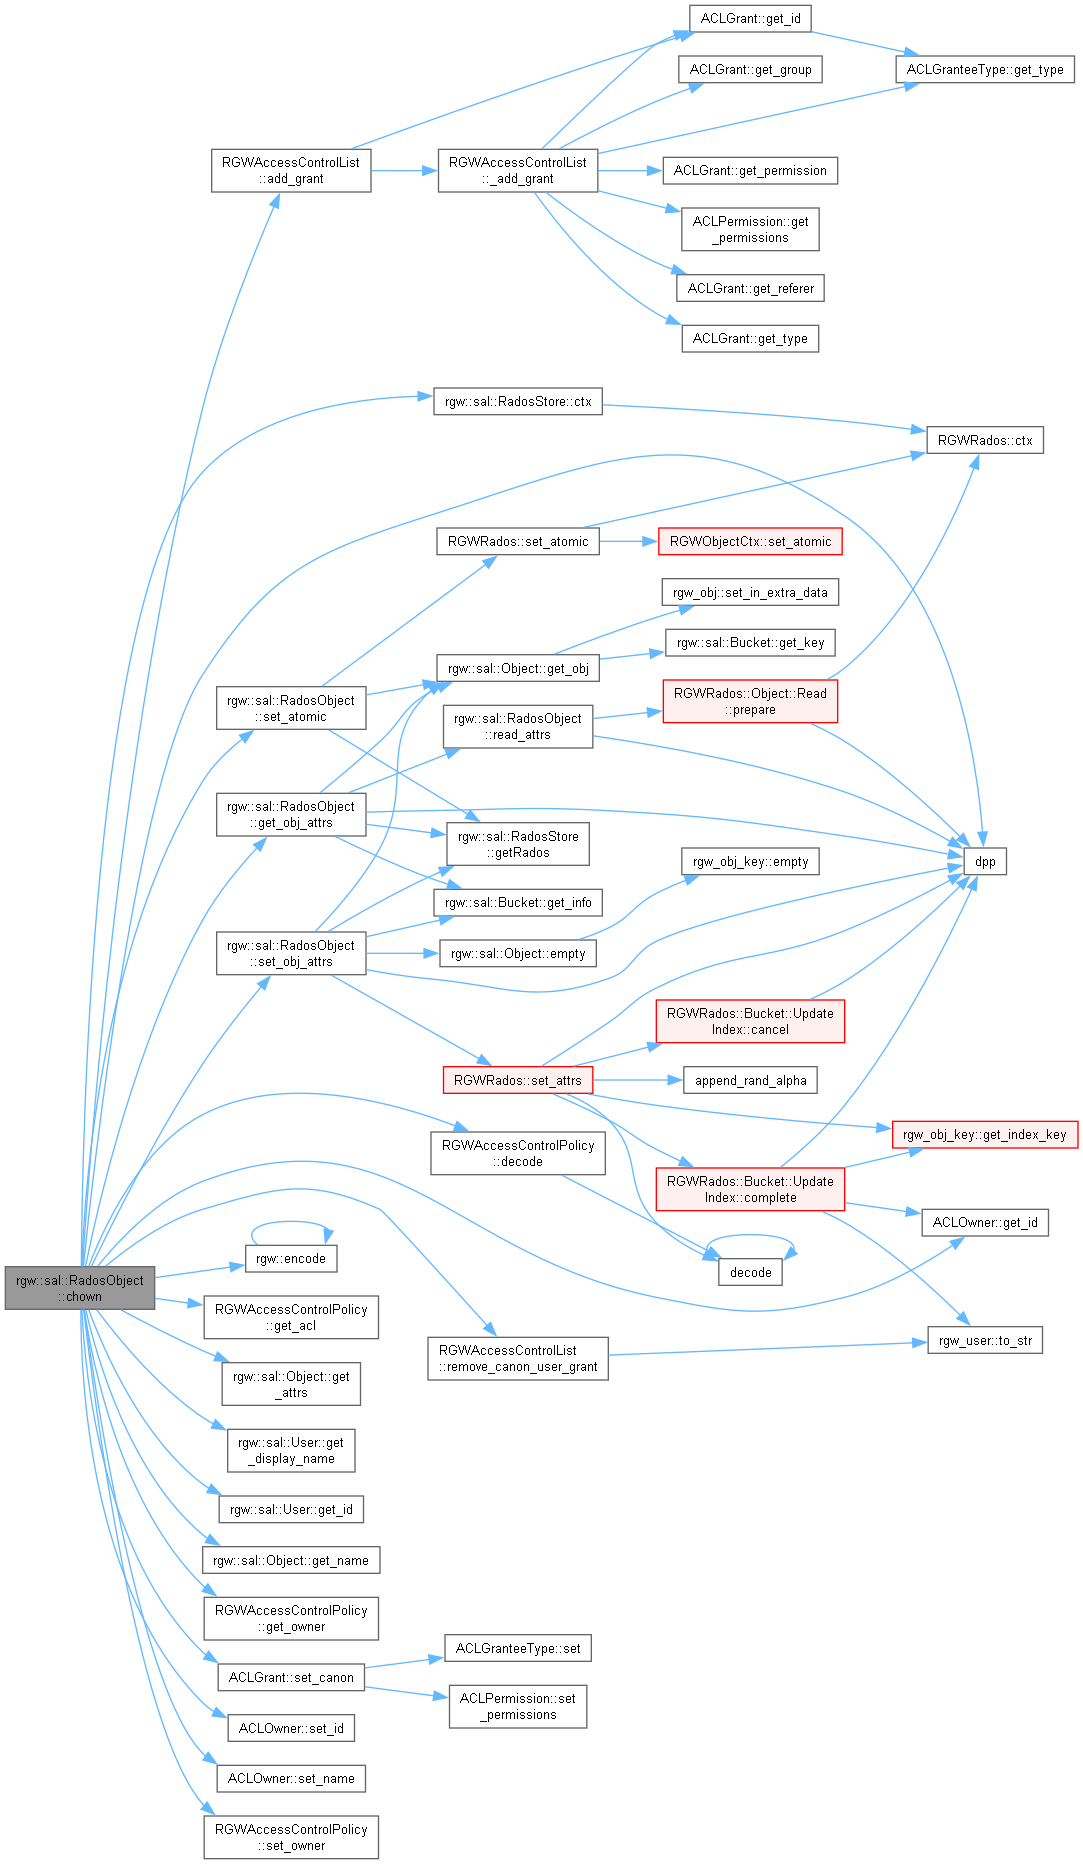 ACLGrant::get_id
ACLGrant::get_group
ACLGranteeType::get_type
RGWAccessControlList
::add_grant
RGWAccessControlList
::_add_grant
ACLGrant::get_permission
ACLPermission::get
_permissions
ACLGrant::get_referer
ACLGrant::get_type
rgw::sal::RadosStore::ctx
RGWRados::ctx
RGWRados::set_atomic
RGWObjectCtx::set_atomic
rgw_obj::set_in_extra_data
rgw::sal::Bucket::get_key
rgw::sal::Object::get_obj
rgw::sal::RadosObject
::set_atomic
RGWRados::Object::Read
::prepare
rgw::sal::RadosObject
::read_attrs
rgw::sal::RadosObject
::get_obj_attrs
rgw::sal::RadosStore
::getRados
rgw_obj_key::empty
dpp
rgw::sal::Bucket::get_info
rgw::sal::RadosObject
::set_obj_attrs
rgw::sal::Object::empty
RGWRados::Bucket::Update
Index::cancel
RGWRados::set_attrs
append_rand_alpha
rgw_obj_key::get_index_key
RGWAccessControlPolicy
::decode
RGWRados::Bucket::Update
Index::complete
ACLOwner::get_id
rgw::encode
decode
rgw::sal::RadosObject
::chown
RGWAccessControlPolicy
::get_acl
rgw_user::to_str
RGWAccessControlList
::remove_canon_user_grant
rgw::sal::Object::get
_attrs
rgw::sal::User::get
_display_name
rgw::sal::User::get_id
rgw::sal::Object::get_name
RGWAccessControlPolicy
::get_owner
ACLGranteeType::set
ACLGrant::set_canon
ACLPermission::set
_permissions
ACLOwner::set_id
ACLOwner::set_name
RGWAccessControlPolicy
::set_owner